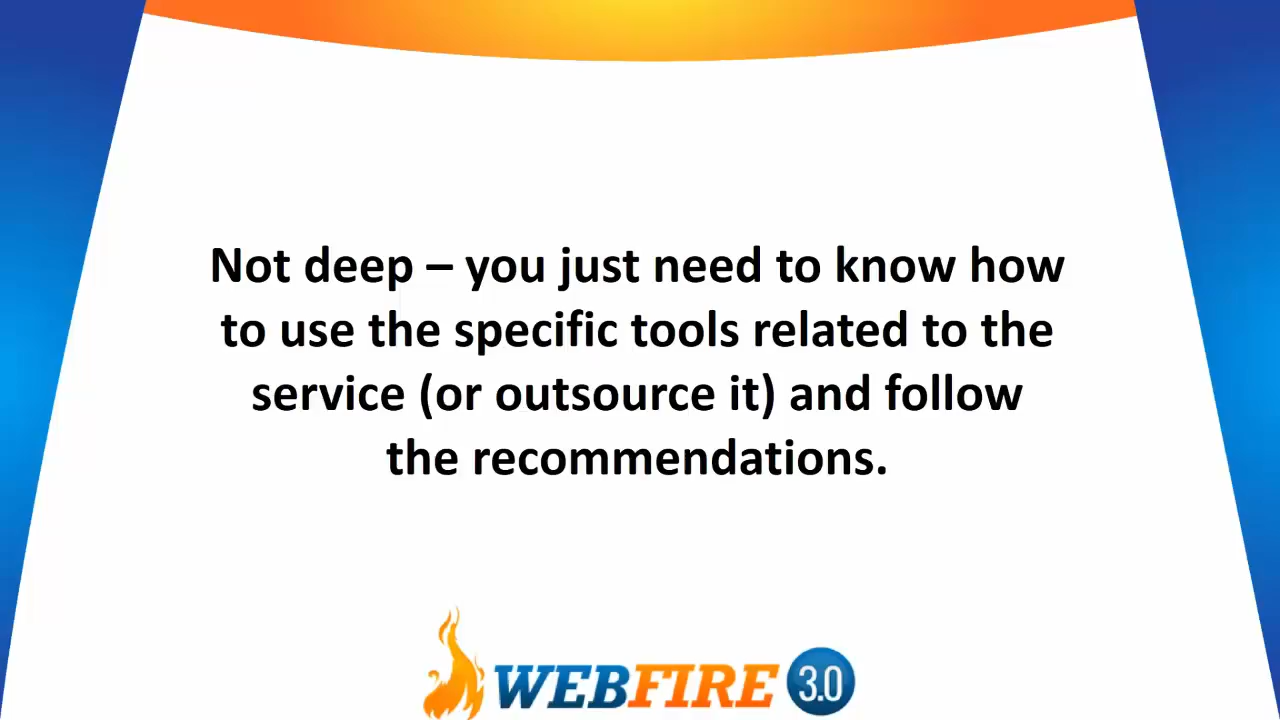 Not deep – you just need to know how
to use the specific tools related to the
service (or outsource it) and follow
the recommendations.
WEBFIRE 3.0